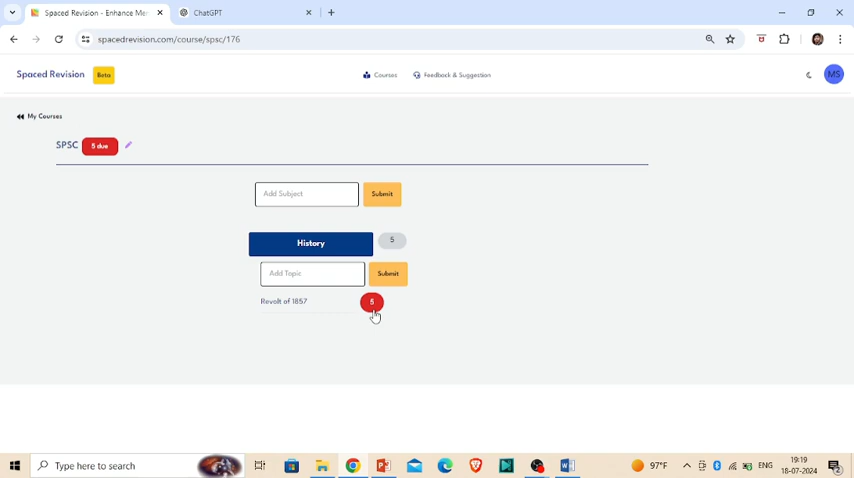 Spaced Revision - Enhance Mem
ChatGPT
spacedrevision.com/course/spsc/176
Spaced Revision
Beta
Courses
Feedback & Suggestion
MS
My Courses
SPSC
5 due
Add Subject
Submit
History
5
Add Topic
Submit
Revolt of 1857
5
Type here to search
97°F
ENG
19:19
18-07-2024
2